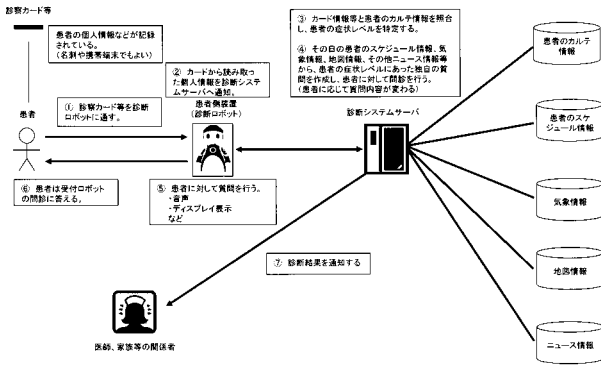 診察カード等
患者の個人情報などが記録
されている。
(名刺や携帯端末でもよい)
患者
① 診察カード等を診断
ロボットに通す。
② カードから読み取っ
た個人情報を診断システ
ムサーバへ通知。
患者側装置
(診断ロボット)
③ カード情報等と患者のカルテ情報を照合
し、患者の症状レベルを特定する。
④ その日の患者のスケジュール情報、気
象情報、地図情報、その他ニュース情報等
から、患者の症状レベルにあった独自の質
問を作成し、患者に対して問診を行う。
(患者に応じて質問内容が変わる)
診断システムサーバ
⑤ 患者に対して質問を行う。
・音声
・ディスプレイ表示
など
⑥ 患者は受付ロボット
の問診に答える。
⑦ 診断結果を通知する
医師、家族等の関係者
患者のカルテ
情報
患者のスケ
ジュール情報
気象情報
地図情報
ニュース情報